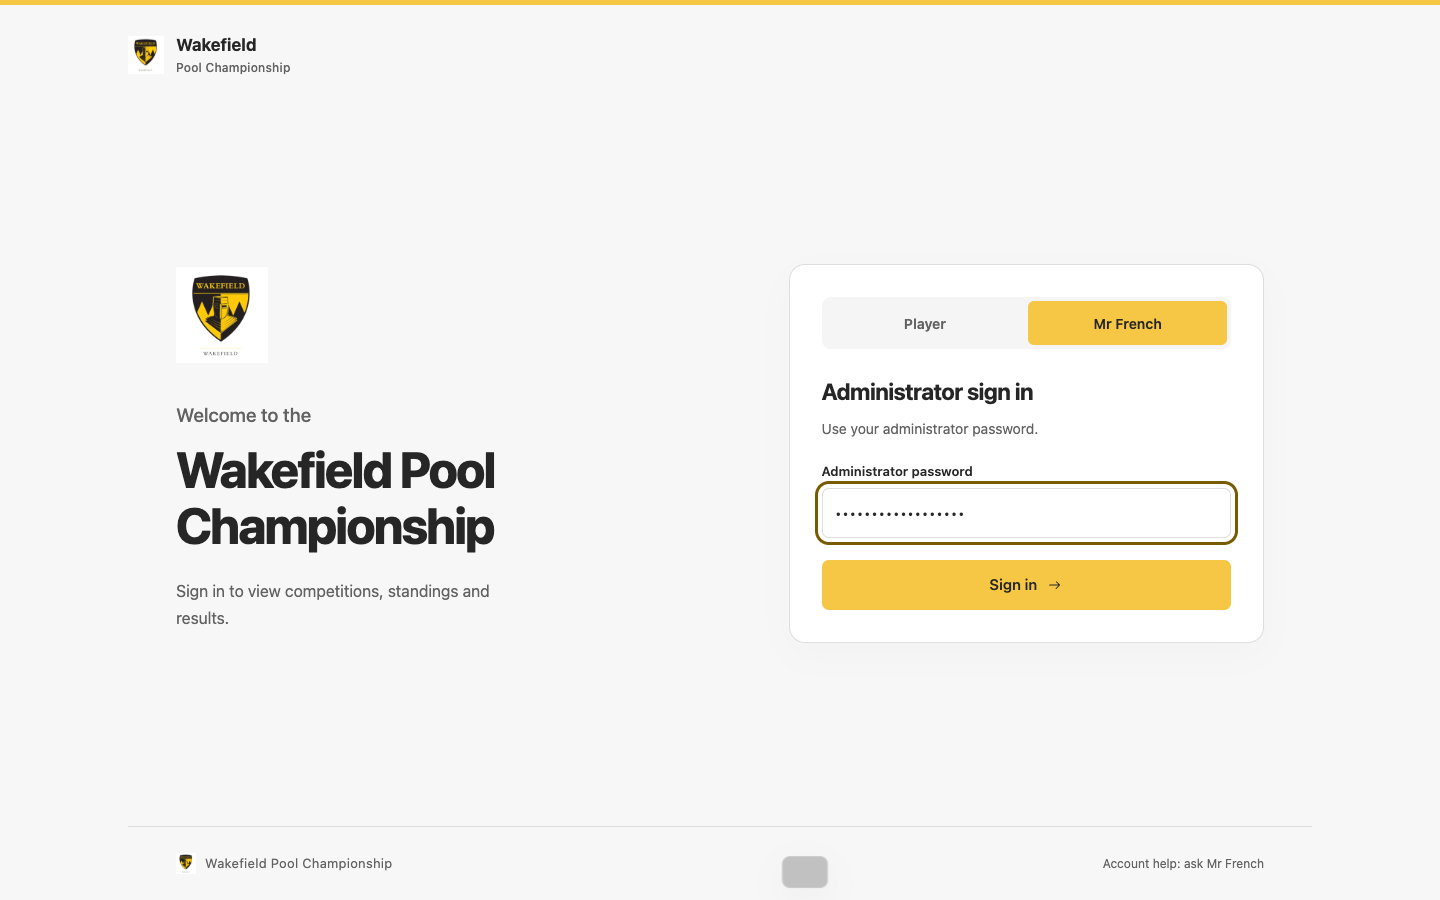 Wakefield
Pool Championship
WAKEFIELD
WAKEFIELD
Welcome to the
Wakefield Pool
Championship
Sign in to view competitions, standings and
results.
Player
Mr French
Administrator sign in
Use your administrator password.
Administrator password
•••••••••••••••••
Sign in →
Wakefield Pool Championship
Account help: ask Mr French